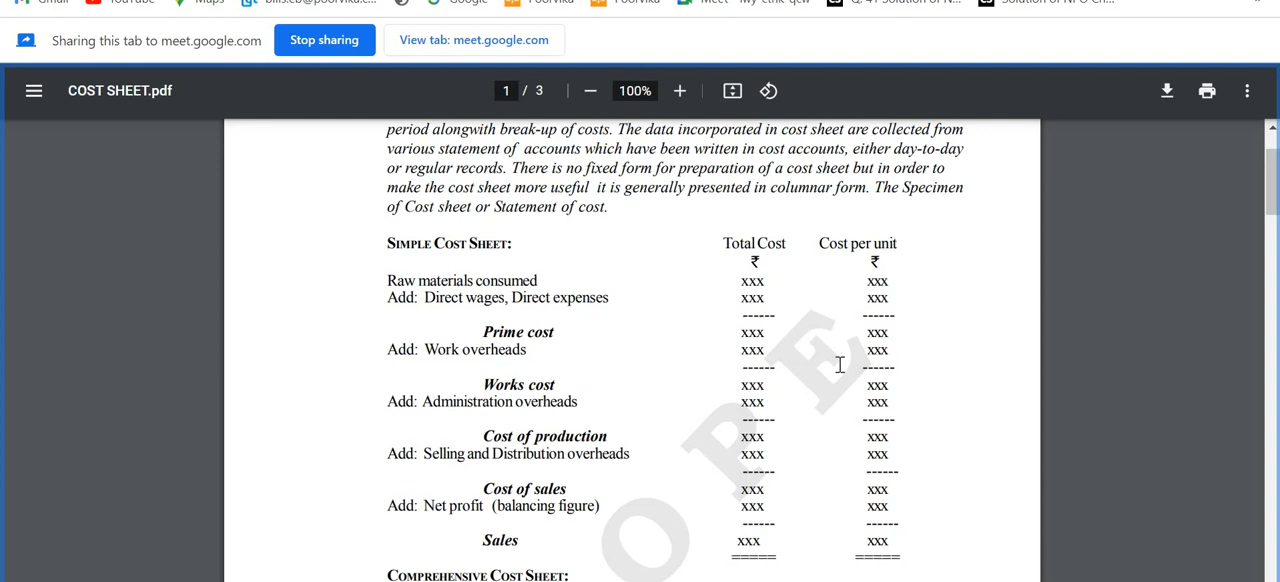 YouTube
Maps
Google
Sharing this tab to meet.google.com Stop sharing View tab: meet.google.com
COST SHEET.pdf 1 / 3 100%
period alongwith break-up of costs. The data incorporated in cost sheet are collected from
various statement of accounts which have been written in cost accounts, either day-to-day
or regular records. There is no fixed form for preparation of a cost sheet but in order to
make the cost sheet more useful it is generally presented in columnar form. The Specimen
of Cost sheet or Statement of cost.
SIMPLE COST SHEET: Total Cost Cost per unit
₹ ₹
Raw materials consumed xxx xxx
Add: Direct wages, Direct expenses xxx xxx
------ ------
Prime cost xxx xxx
Add: Work overheads xxx xxx
------ ------
Works cost xxx xxx
Add: Administration overheads xxx xxx
------ ------
Cost of production xxx xxx
Add: Selling and Distribution overheads xxx xxx
------ ------
Cost of sales xxx xxx
Add: Net profit (balancing figure) xxx xxx
------ ------
Sales xxx xxx
===== =====
COMPREHENSIVE COST SHEET:
O P E